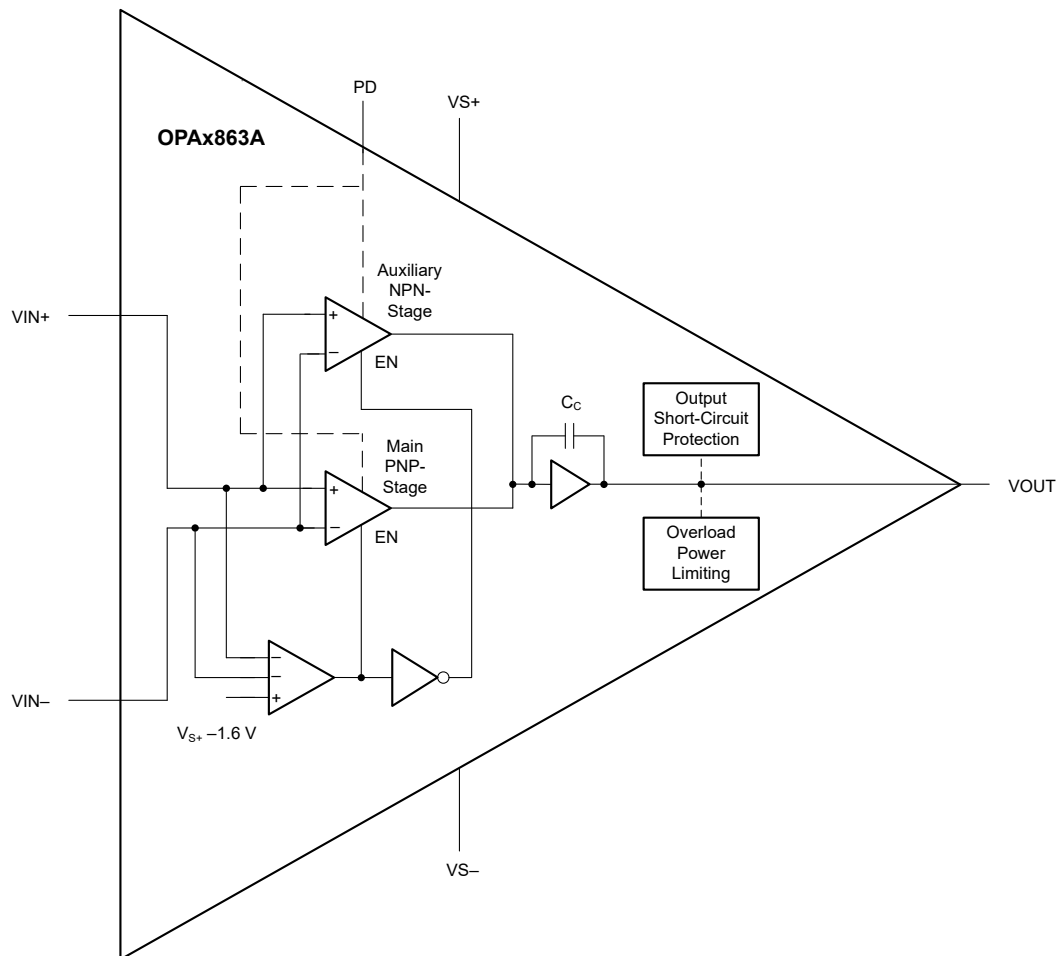 PD
VS+
OPAx863A
Auxiliary
NPN-
Stage
VIN+
+
−
EN
Output
Short-Circuit
Protection
CC
Main
PNP-
Stage
+
−
VOUT
EN
Overload
Power
Limiting
−
−
+
VIN–
VS+ –1.6 V
VS–